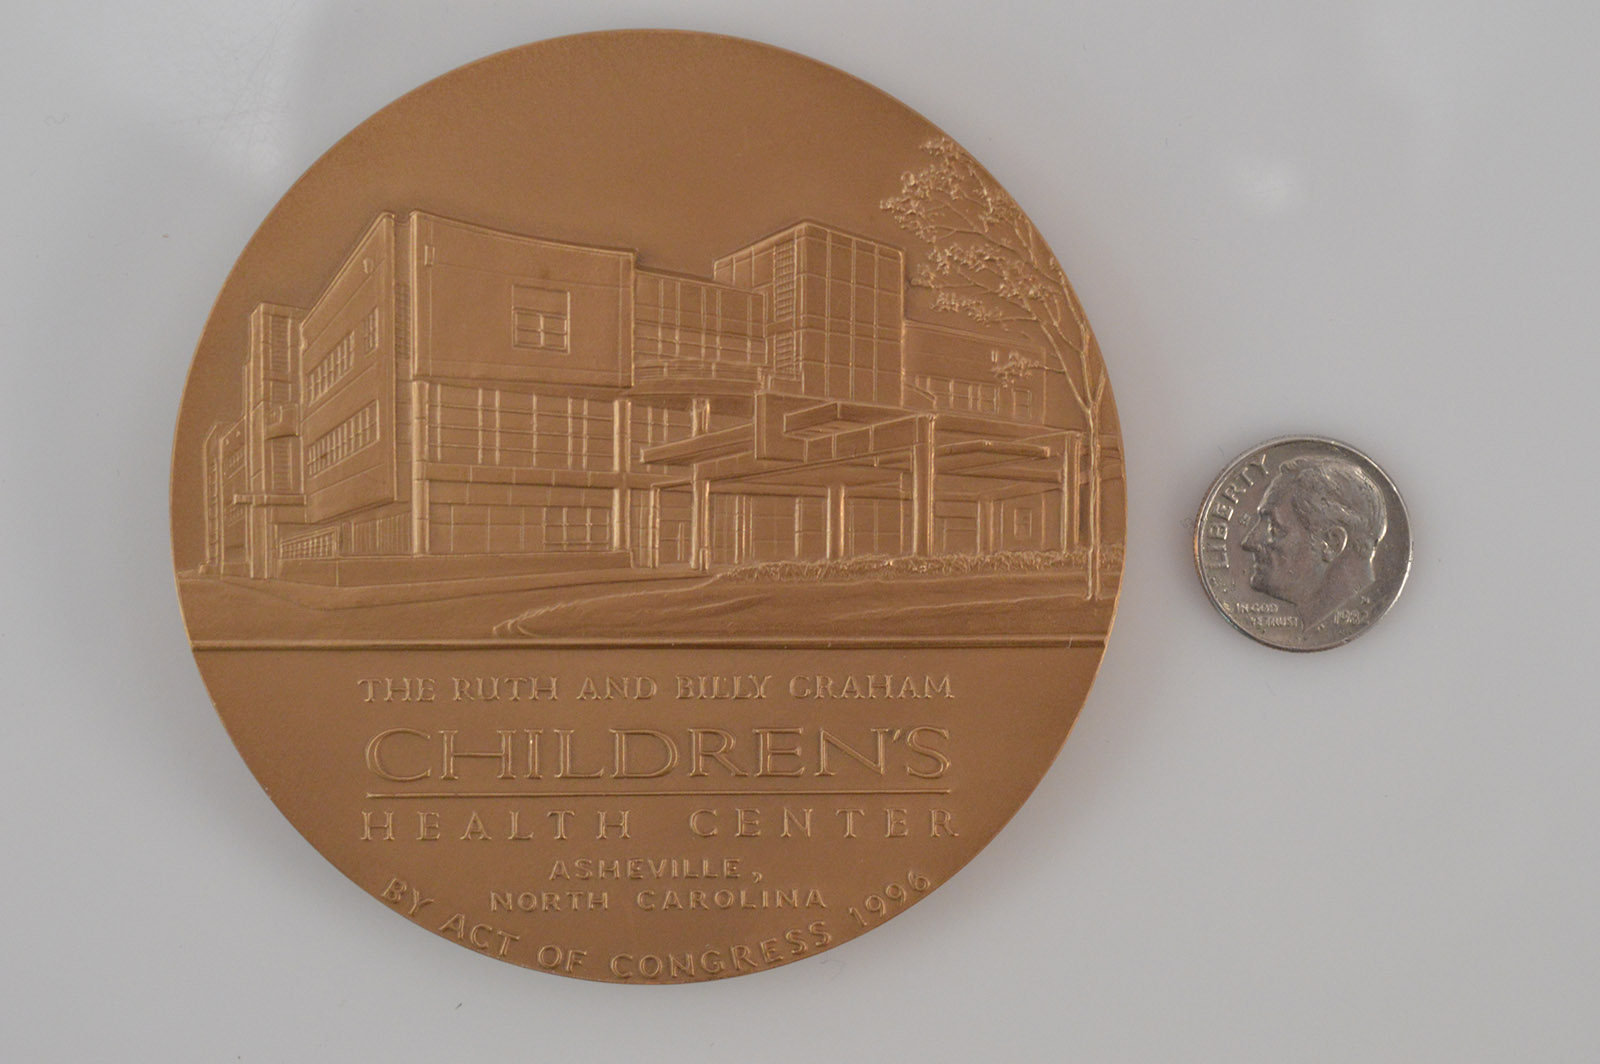 THE RUTH AND BILLY GRAHAM
CHILDREN'S
HEALTH CENTER
ASHEVILLE,
NORTH CAROLINA
BY ACT OF CONGRESS 1996
LIBERTY
IN GOD
WE TRUST